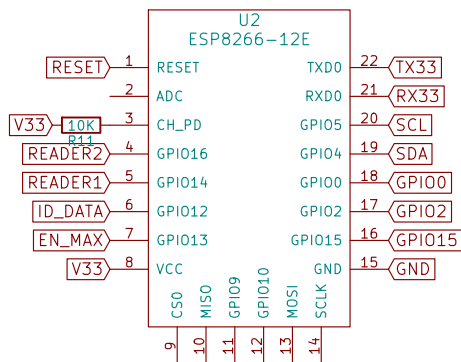 U2
ESP8266-12E
RESET 1 RESET TXD0 22 TX33
2 ADC RXD0 21 RX33
V33 10K 3 CH_PD GPIO5 20 SCL
R11
READER2 4 GPIO16 GPIO4 19 SDA
READER1 5 GPIO14 GPIO0 18 GPIO0
ID_DATA 6 GPIO12 GPIO2 17 GPIO2
EN_MAX 7 GPIO13 GPIO15 16 GPIO15
V33 8 VCC GND 15 GND
CS0 MISO GPIO9 GPIO10 MOSI SCLK
9 10 11 12 13 14